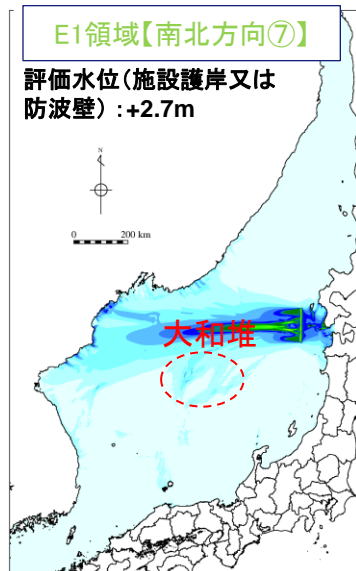 E1領域【南北方向⑦】
評価水位（施設護岸又は
防波壁）：+2.7m
N
0 200 km
大和堆